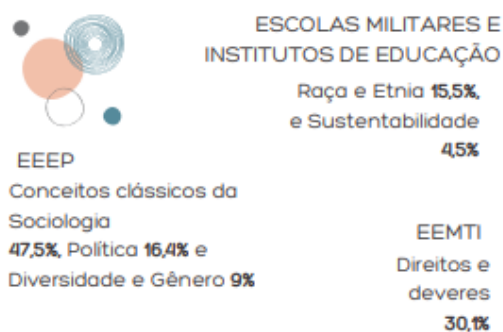 ESCOLAS MILITARES E
INSTITUTOS DE EDUCAÇÃO
Raça e Etnia 15,5%,
e Sustentabilidade
4,5%
EEEP
Conceitos clássicos da
Sociologia
47,5%, Política 16,4% e
Diversidade e Gênero 9%
EEMTI
Direitos e
deveres
30,1%